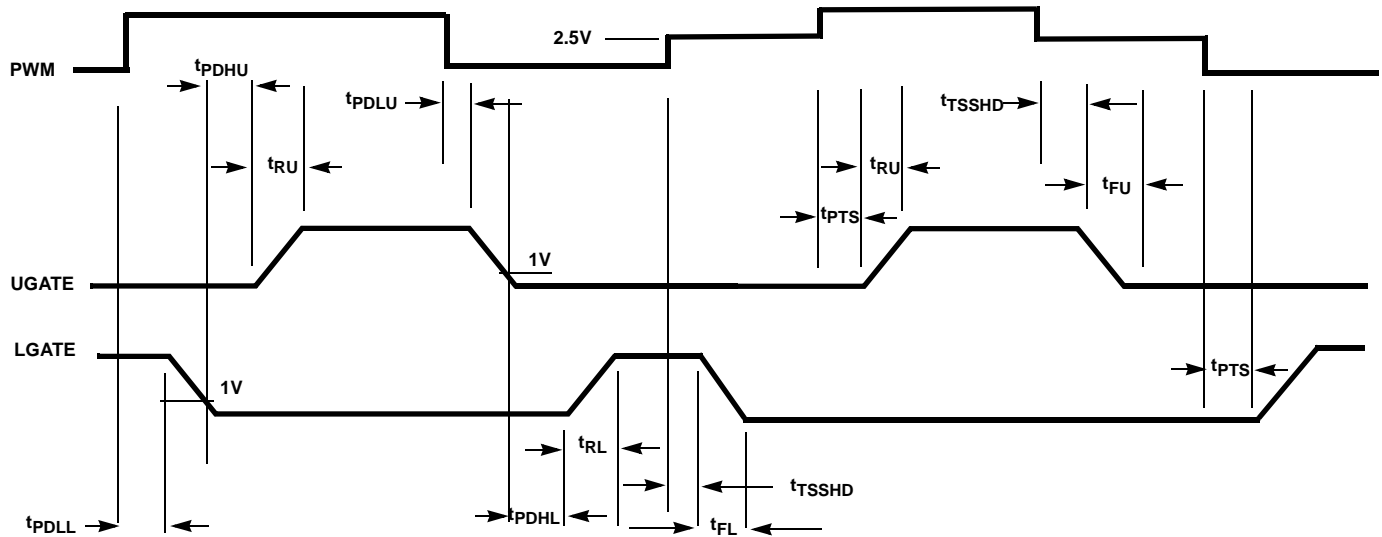 2.5V
PWM
tPDHU
tPDLU
tTSSHD
tRU
tRU
tFU
tPTS
1V
UGATE
LGATE
tPTS
1V
tRL
tTSSHD
tPDLL
tPDHL
tFL